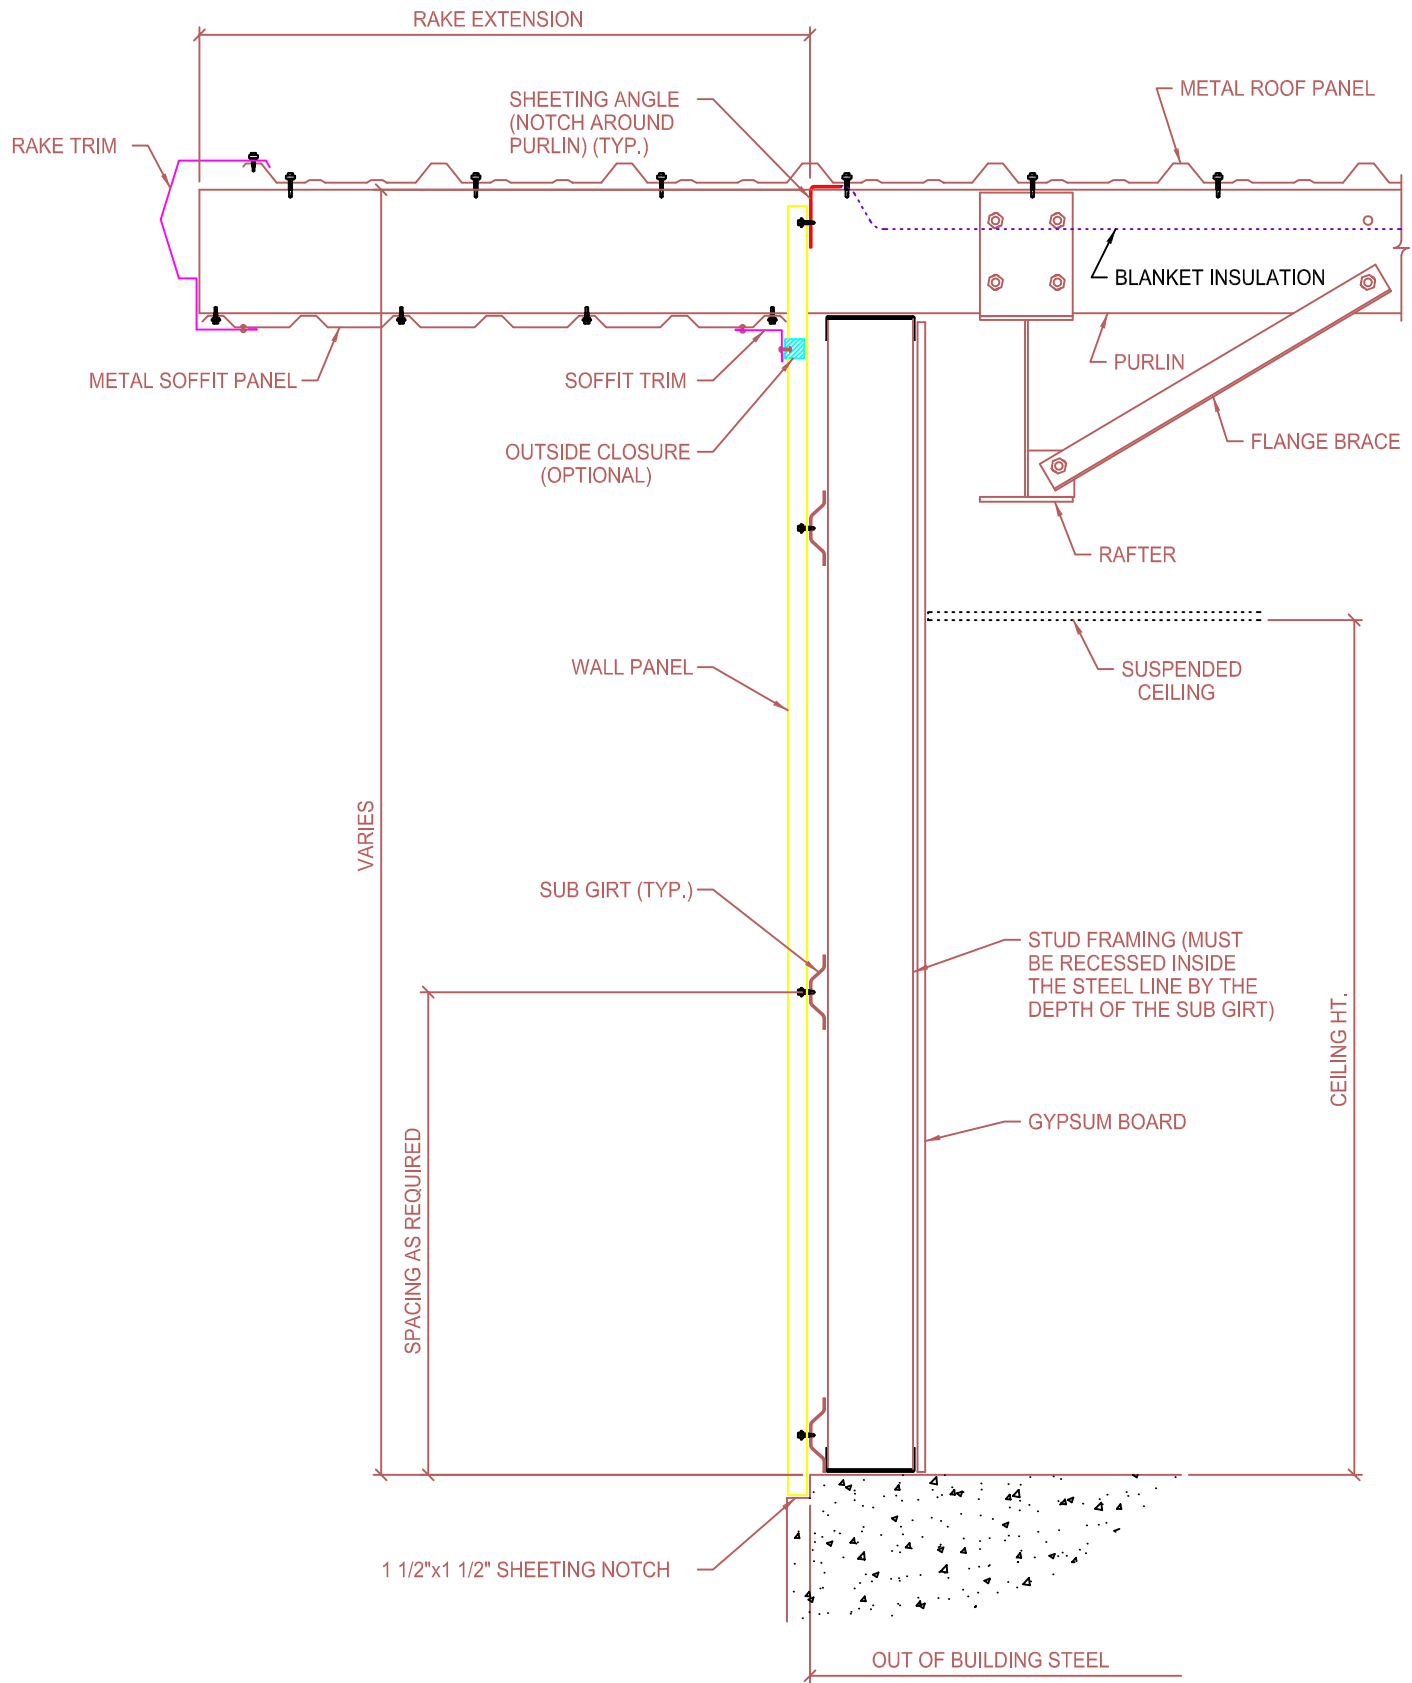 RAKE EXTENSION
SHEETING ANGLE
(NOTCH AROUND
PURLIN) (TYP.)
METAL ROOF PANEL
RAKE TRIM
BLANKET INSULATION
PURLIN
METAL SOFFIT PANEL
SOFFIT TRIM
FLANGE BRACE
OUTSIDE CLOSURE
(OPTIONAL)
RAFTER
WALL PANEL
SUSPENDED
CEILING
VARIES
SUB GIRT (TYP.)
STUD FRAMING (MUST
BE RECESSED INSIDE
THE STEEL LINE BY THE
DEPTH OF THE SUB GIRT)
CEILING HT.
GYPSUM BOARD
SPACING AS REQUIRED
1 1/2"x1 1/2" SHEETING NOTCH
OUT OF BUILDING STEEL